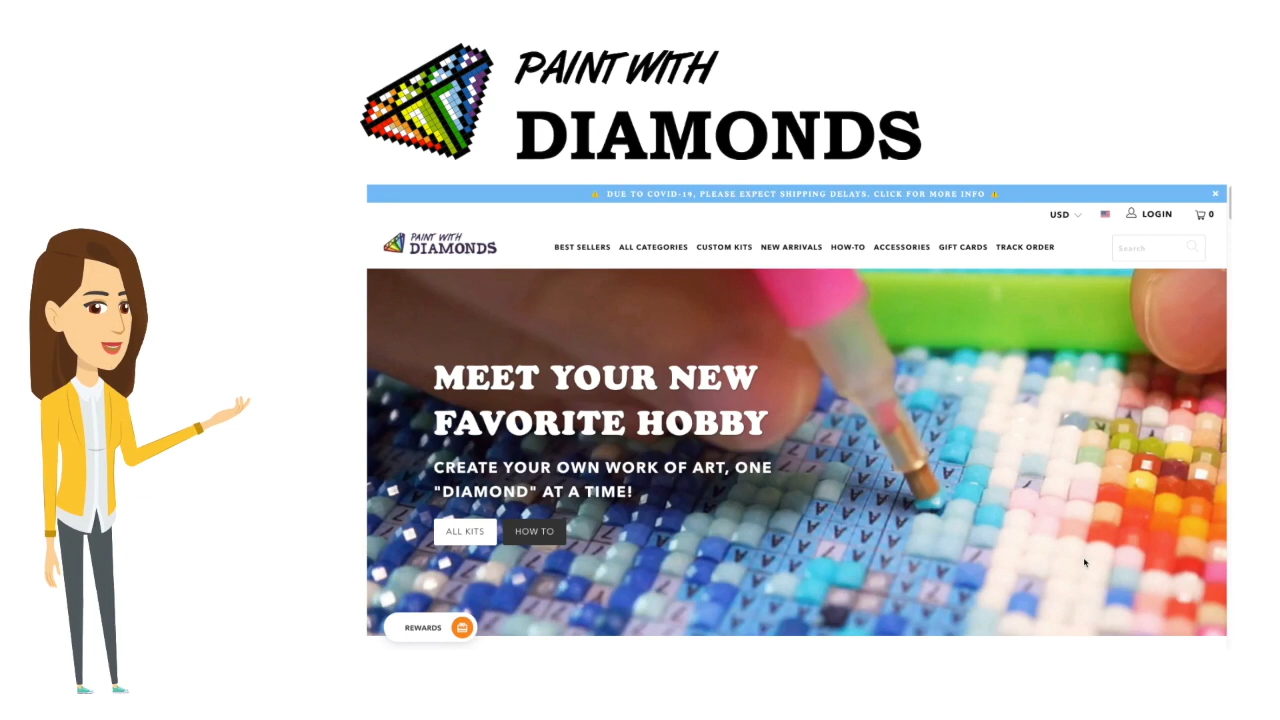 PAINT WITH
DIAMONDS
⚠ DUE TO COVID-19, PLEASE EXPECT SHIPPING DELAYS. CLICK FOR MORE INFO ⚠ ×
USD LOGIN 0
PAINT WITH
DIAMONDS
BEST SELLERS ALL CATEGORIES CUSTOM KITS NEW ARRIVALS HOW-TO ACCESSORIES GIFT CARDS TRACK ORDER
Search
MEET YOUR NEW
FAVORITE HOBBY
CREATE YOUR OWN WORK OF ART, ONE
"DIAMOND" AT A TIME!
ALL KITS HOW TO
REWARDS